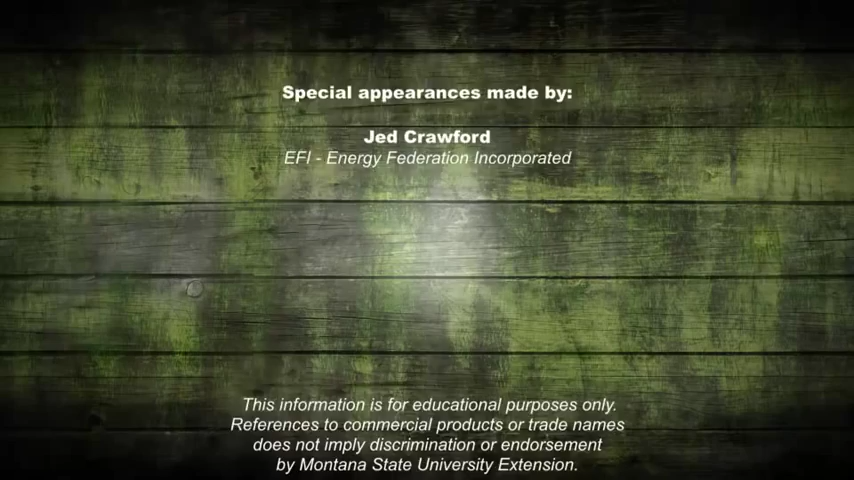 Special appearances made by:
Jed Crawford
EFI - Energy Federation Incorporated
This information is for educational purposes only.
References to commercial products or trade names
does not imply discrimination or endorsement
by Montana State University Extension.